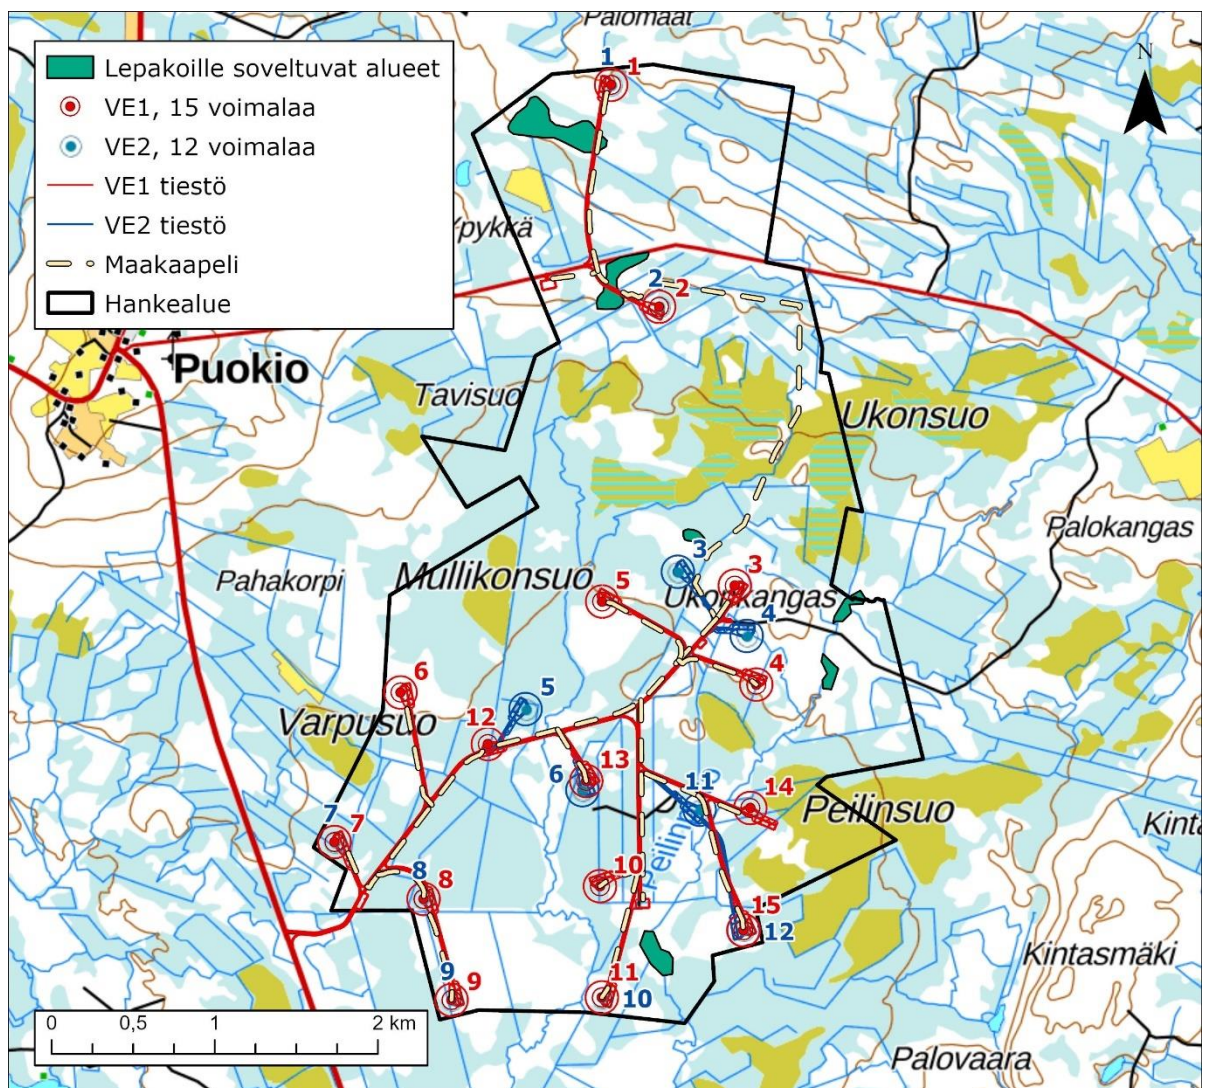 Palomaat
N
Lepakoille soveltuvat alueet
VE1, 15 voimalaa
VE2, 12 voimalaa
VE1 tiestö
VE2 tiestö
Maakaapeli
Hankealue
1 1
Ypykkä
2 2
Puokio
Tavisuo
Ukonsuo
Palokangas
Pahakorpi
Mullikonsuo
3 3
5
Ukonkangas
4
4
6
5
Varpusuo
12
13
6
11
14
Peilinsuo
7 7
8 8
10
15
12
Kintasmäki
9 9
11
10
0 0,5 1 2 km
Palovaara